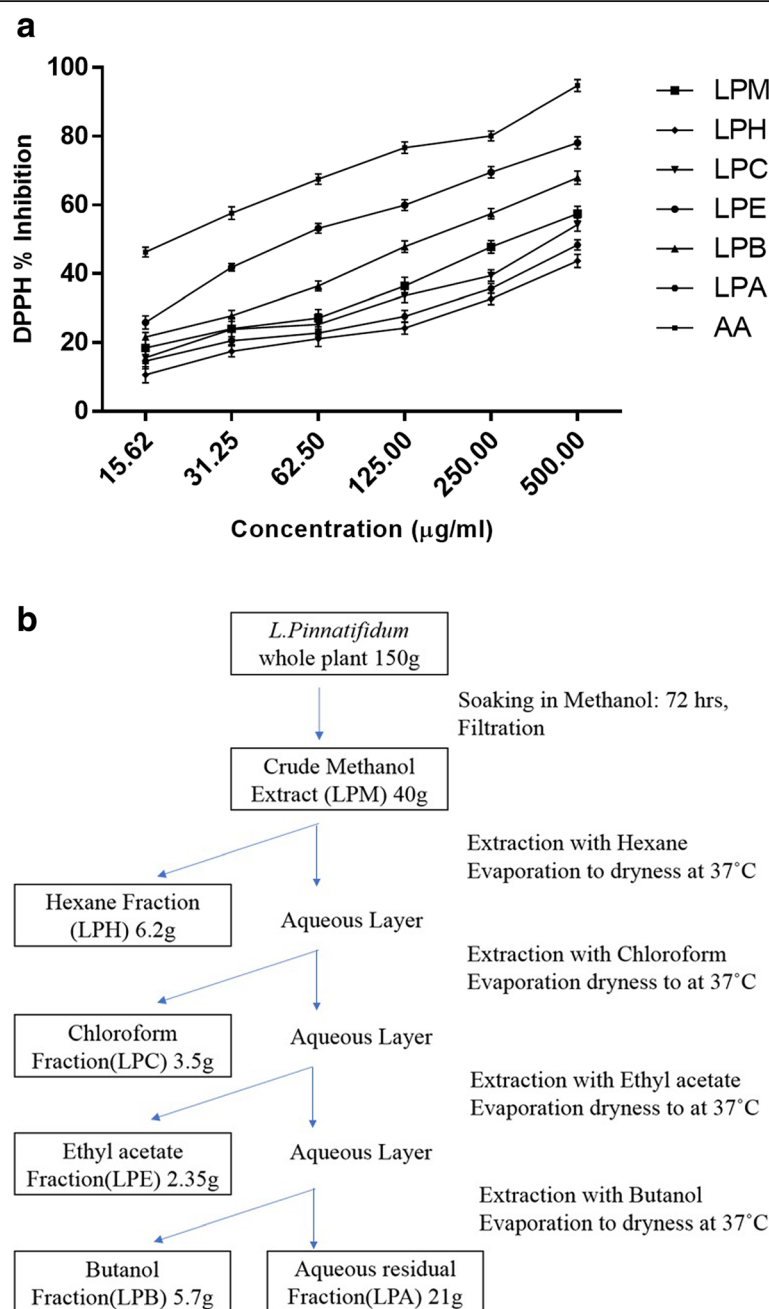 a
100
80
60
40
20
0
DPPH % Inhibition
15.62
31.25
62.50
125.00
250.00
500.00
Concentration (μg/ml)
LPM
LPH
LPC
LPE
LPB
LPA
AA
b
L.Pinnatifidum
whole plant 150g
Soaking in Methanol: 72 hrs,
Filtration
Crude Methanol
Extract (LPM) 40g
Extraction with Hexane
Evaporation to dryness at 37˚C
Hexane Fraction
(LPH) 6.2g
Aqueous Layer
Extraction with Chloroform
Evaporation dryness to at 37˚C
Chloroform
Fraction(LPC) 3.5g
Aqueous Layer
Extraction with Ethyl acetate
Evaporation dryness to at 37˚C
Ethyl acetate
Fraction(LPE) 2.35g
Aqueous Layer
Extraction with Butanol
Evaporation to dryness at 37˚C
Butanol
Fraction(LPB) 5.7g
Aqueous residual
Fraction(LPA) 21g